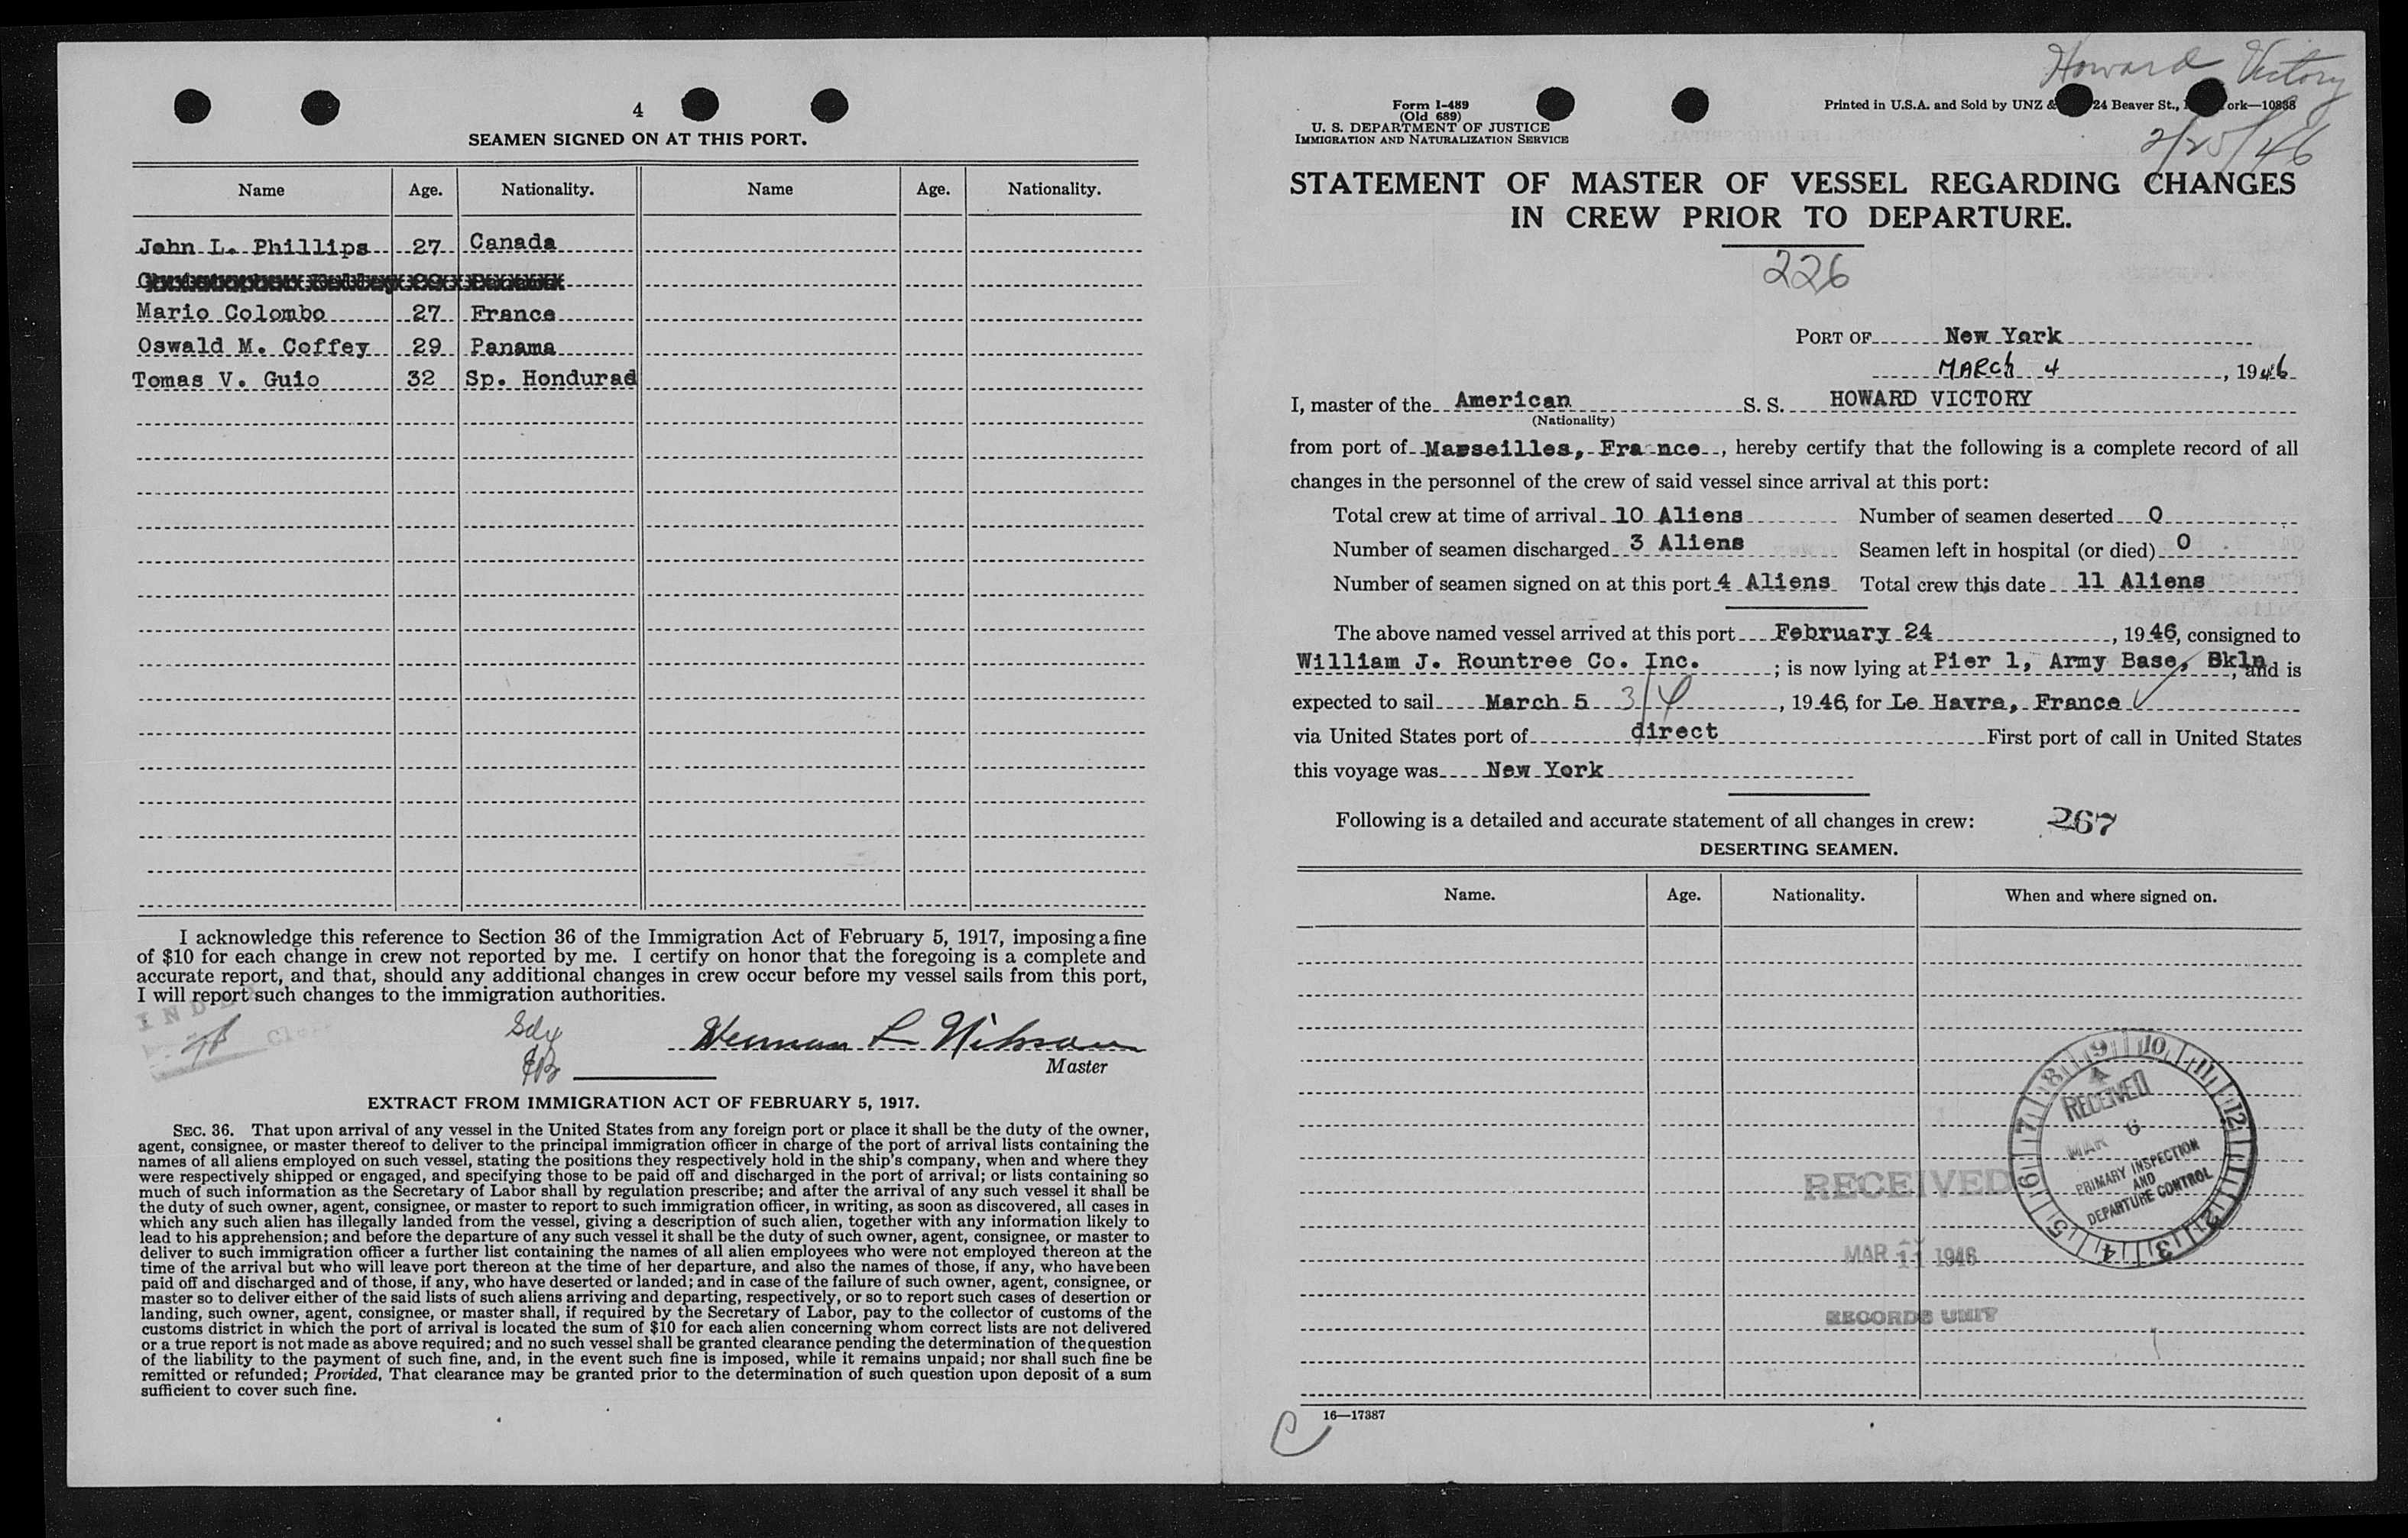 4
SEAMEN SIGNED ON AT THIS PORT.
Name Age. Nationality. Name Age. Nationality.
John L. Phillips 27 Canada
Mario Colombo 27 France
Oswald M. Coffey 29 Panama
Tomas V. Guio 32 Sp. Honduras
I acknowledge this reference to Section 36 of the Immigration Act of February 5, 1917, imposing a fine
of $10 for each change in crew not reported by me. I certify on honor that the foregoing is a complete and
accurate report, and that, should any additional changes in crew occur before my vessel sails from this port,
I will report such changes to the immigration authorities.
Master
EXTRACT FROM IMMIGRATION ACT OF FEBRUARY 5, 1917.
SEC. 36. That upon arrival of any vessel in the United States from any foreign port or place it shall be the duty of the owner,
agent, consignee, or master thereof to deliver to the principal immigration officer in charge of the port of arrival lists containing the
names of all aliens employed on such vessel, stating the positions they respectively hold in the ship's company, when and where they
were respectively shipped or engaged, and specifying those to be paid off and discharged in the port of arrival; or lists containing so
much of such information as the Secretary of Labor shall by regulation prescribe; and after the arrival of any such vessel it shall be
the duty of such owner, agent, consignee, or master to report to such immigration officer, in writing, as soon as discovered, all cases in
which any such alien has illegally landed from the vessel, giving a description of such alien, together with any information likely to
lead to his apprehension; and before the departure of any such vessel it shall be the duty of such owner, agent, consignee, or master to
deliver to such immigration officer a further list containing the names of all alien employees who were not employed thereon at the
time of the arrival but who will leave port thereon at the time of her departure, and also the names of those, if any, who have been
paid off and discharged and of those, if any, who have deserted or landed; and in case of the failure of such owner, agent, consignee, or
master so to deliver either of the said lists of such aliens arriving and departing, respectively, or so to report such cases of desertion or
landing, such owner, agent, consignee, or master shall, if required by the Secretary of Labor, pay to the collector of customs of the
customs district in which the port of arrival is located the sum of $10 for each alien concerning whom correct lists are not delivered
or a true report is not made as above required; and no such vessel shall be granted clearance pending the determination of the question
of the liability to the payment of such fine, and, in the event such fine is imposed, while it remains unpaid; nor shall such fine be
remitted or refunded; Provided, That clearance may be granted prior to the determination of such question upon deposit of a sum
sufficient to cover such fine.
Howard Victory
2/25/46
Form I-489
(Old 689)
U. S. DEPARTMENT OF JUSTICE
IMMIGRATION AND NATURALIZATION SERVICE
Printed in U.S.A. and Sold by UNZ & 24 Beaver St., ork—10838
STATEMENT OF MASTER OF VESSEL REGARDING CHANGES
IN CREW PRIOR TO DEPARTURE.
226
PORT OF New York
MARCh 4, 1946
I, master of the American S. S. HOWARD VICTORY
(Nationality)
from port of Marseilles, France, hereby certify that the following is a complete record of all
changes in the personnel of the crew of said vessel since arrival at this port:
Total crew at time of arrival 10 Aliens Number of seamen deserted 0
Number of seamen discharged 3 Aliens Seamen left in hospital (or died) 0
Number of seamen signed on at this port 4 Aliens Total crew this date 11 Aliens
The above named vessel arrived at this port February 24, 1946, consigned to
William J. Rountree Co. Inc.; is now lying at Pier 1, Army Base, Bkln, and is
expected to sail March 5 3/4, 1946, for Le Havre, France
via United States port of direct First port of call in United States
this voyage was New York
Following is a detailed and accurate statement of all changes in crew: 267
DESERTING SEAMEN.
Name. Age. Nationality. When and where signed on.
9 10 11 12 2 3 4 5 6 7 8
RECEIVED
MAR 6
PRIMARY INSPECTION
AND
DEPARTURE CONTROL
RECEIVED
MAR 11 1946
RECORDS UNIT
16—17387